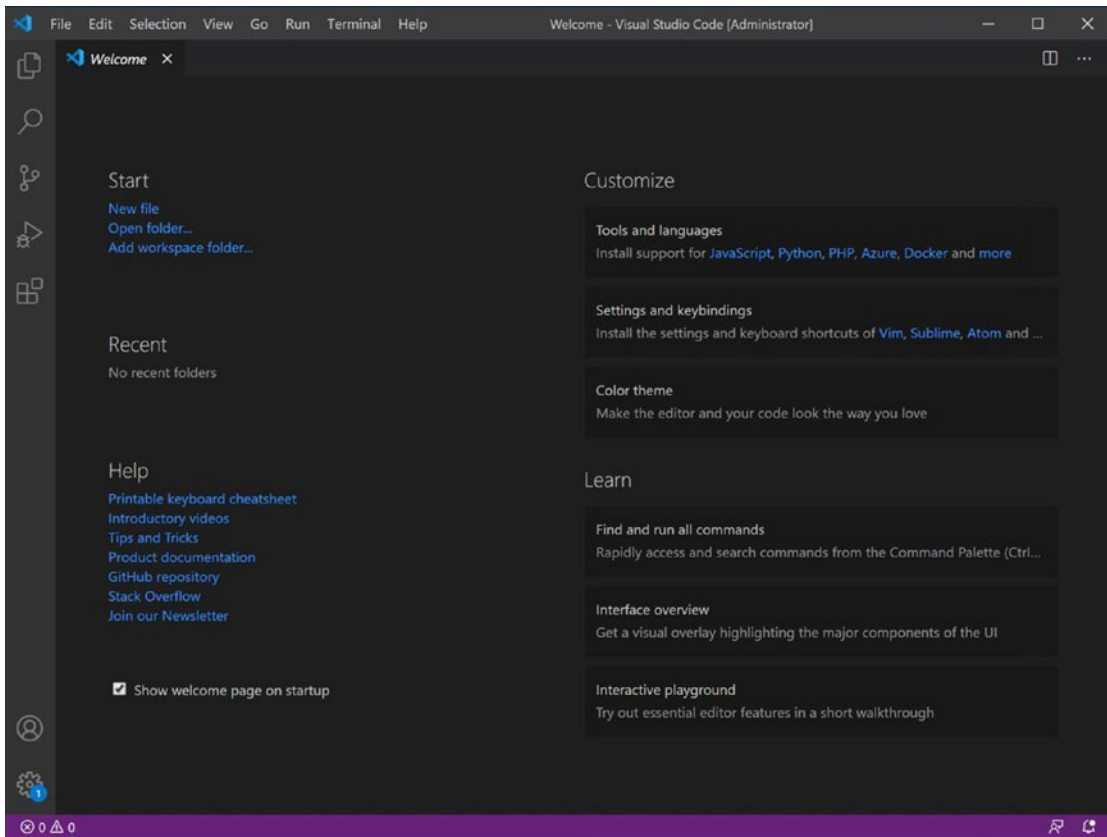 File Edit Selection View Go Run Terminal Help
Welcome - Visual Studio Code [Administrator]
Welcome
Start
New file
Open folder...
Add workspace folder...
Recent
No recent folders
Help
Printable keyboard cheatsheet
Introductory videos
Tips and Tricks
Product documentation
GitHub repository
Stack Overflow
Join our Newsletter
Show welcome page on startup
Customize
Tools and languages
Install support for JavaScript, Python, PHP, Azure, Docker and more
Settings and keybindings
Install the settings and keyboard shortcuts of Vim, Sublime, Atom and ...
Color theme
Make the editor and your code look the way you love
Learn
Find and run all commands
Rapidly access and search commands from the Command Palette (Ctrl...
Interface overview
Get a visual overlay highlighting the major components of the UI
Interactive playground
Try out essential editor features in a short walkthrough
1
0 0